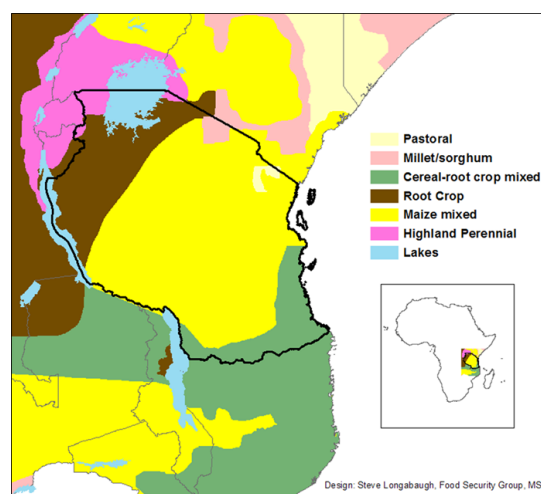 Pastoral
Millet/sorghum
Cereal-root crop mixed
Root Crop
Maize mixed
Highland Perennial
Lakes
Design: Steve Longabaugh, Food Security Group, MS